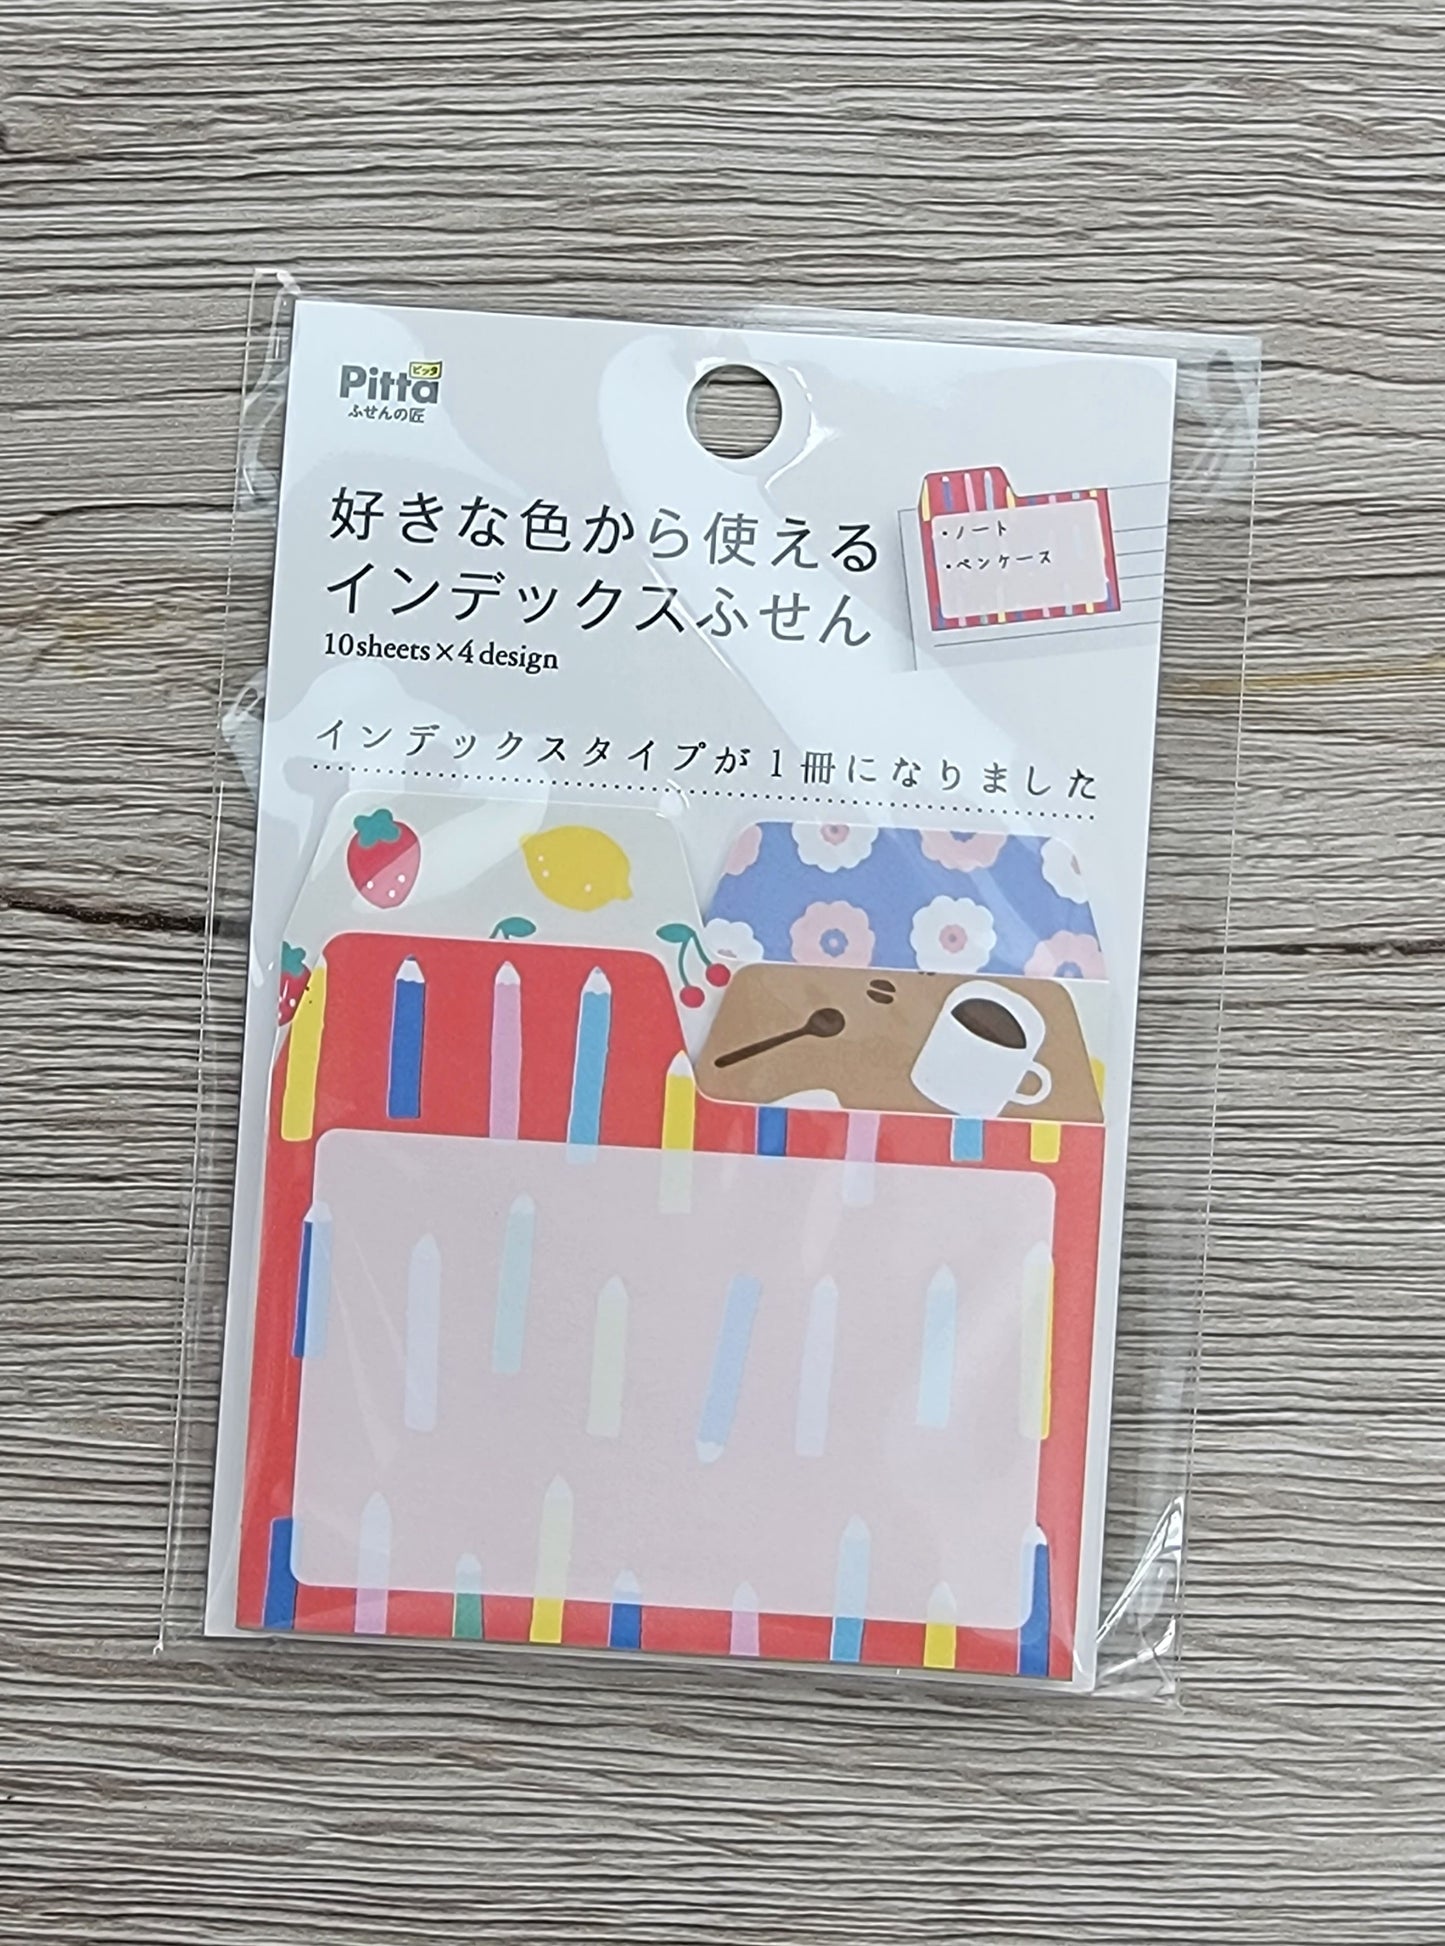 ピッタ
Pitta
ふせんの匠
好きな色から使える
インデックスふせん
10sheets×4design
・ノート
・ペンケース
インデックスタイプが1冊になりました